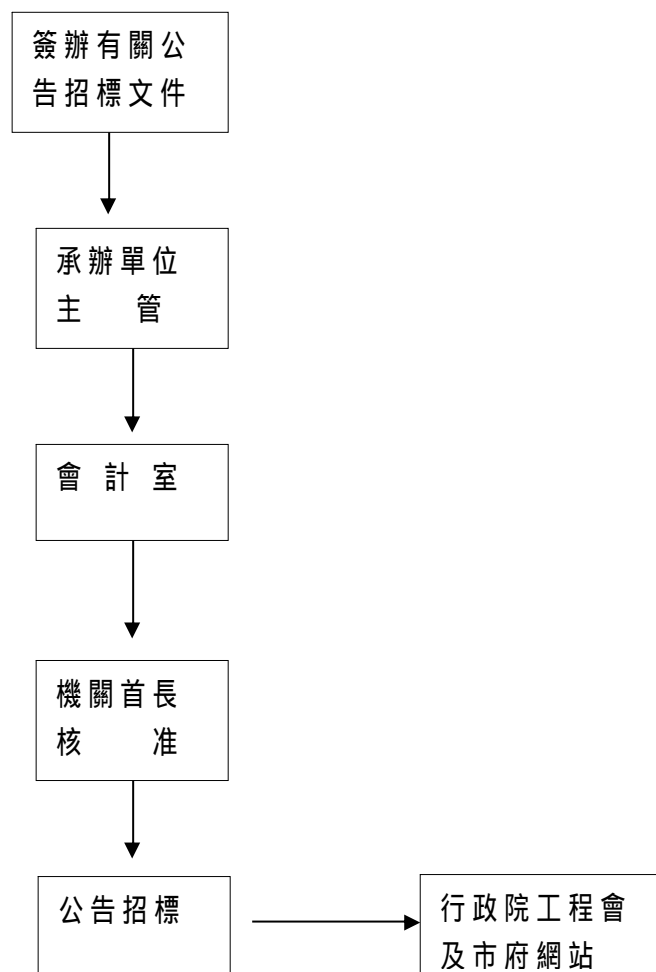 簽辦有關公
告招標文件
承辦單位
主管
會計室
機關首長
核准
公告招標
行政院工程會
及市府網站